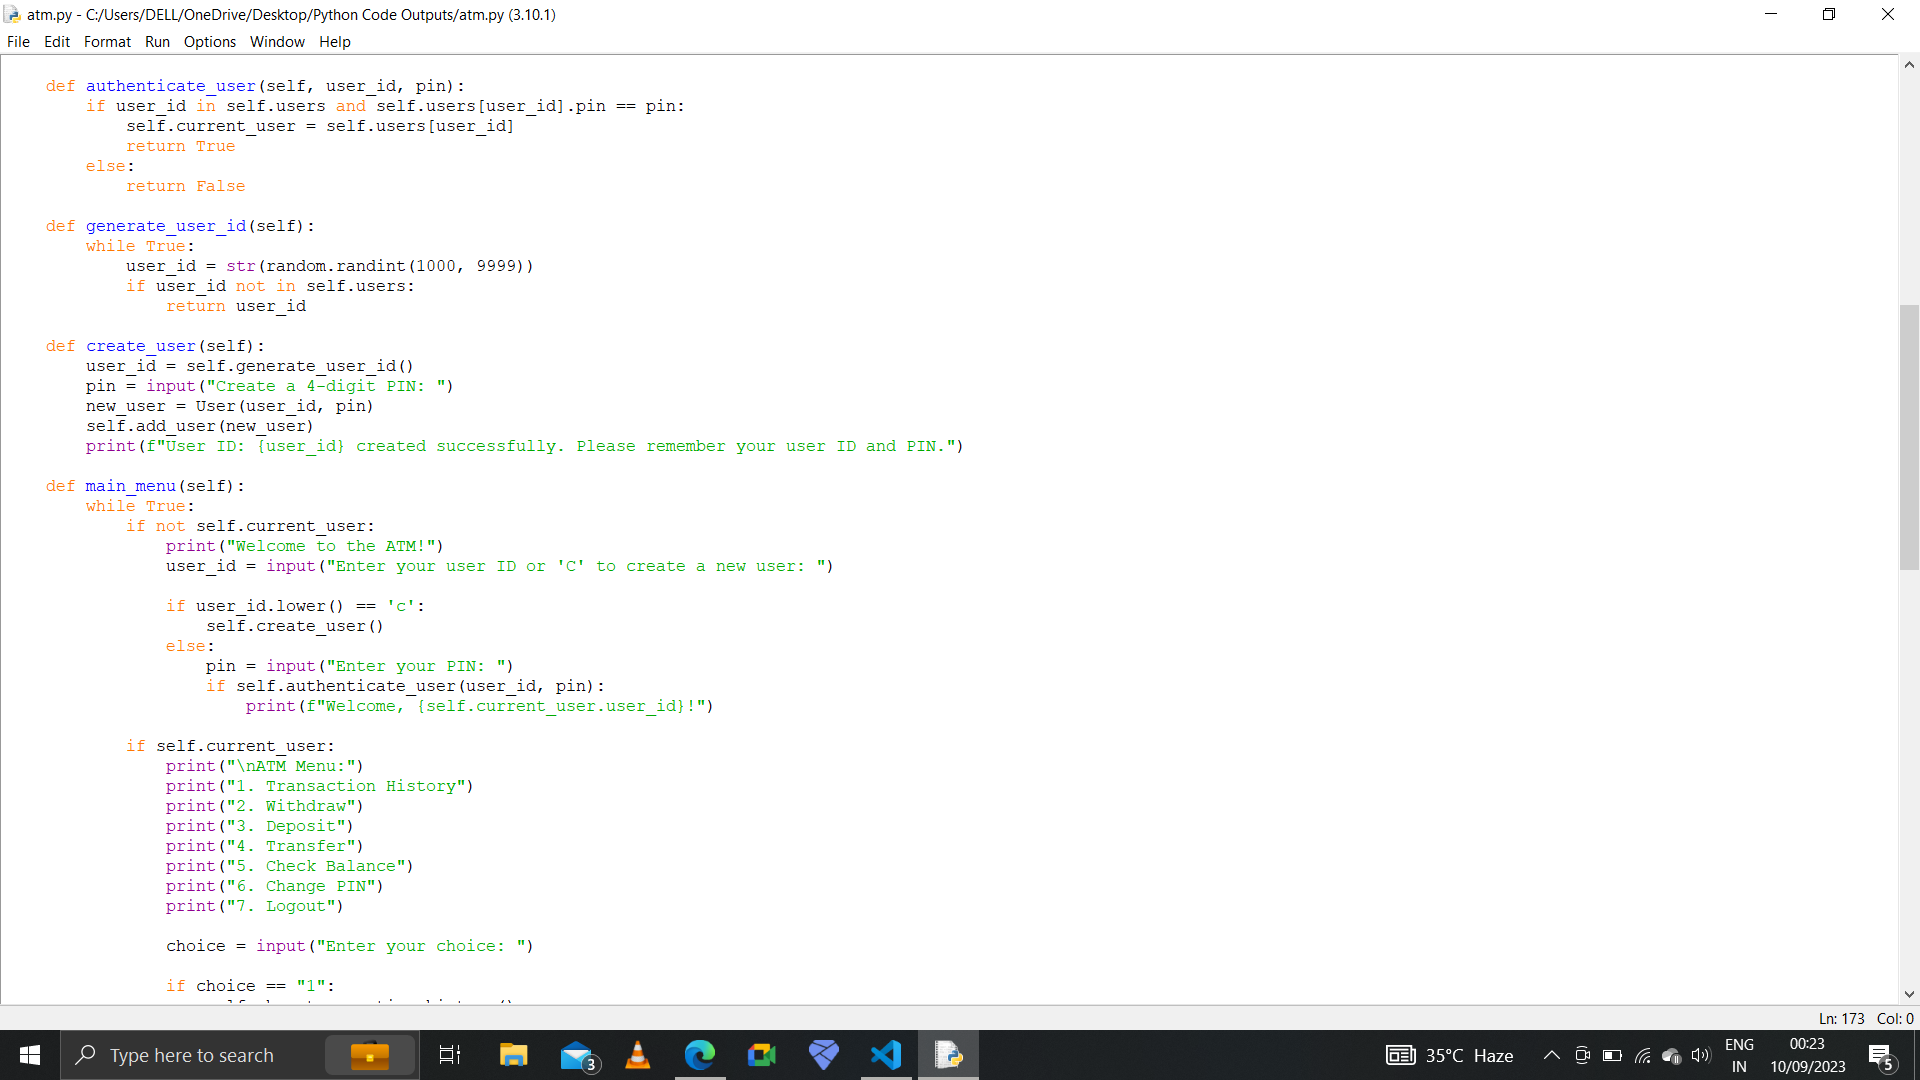 atm.py - C:/Users/DELL/OneDrive/Desktop/Python Code Outputs/atm.py (3.10.1)
File Edit Format Run Options Window Help
    def authenticate_user(self, user_id, pin):
        if user_id in self.users and self.users[user_id].pin == pin:
            self.current_user = self.users[user_id]
            return True
        else:
            return False

    def generate_user_id(self):
        while True:
            user_id = str(random.randint(1000, 9999))
            if user_id not in self.users:
                return user_id

    def create_user(self):
        user_id = self.generate_user_id()
        pin = input("Create a 4-digit PIN: ")
        new_user = User(user_id, pin)
        self.add_user(new_user)
        print(f"User ID: {user_id} created successfully. Please remember your user ID and PIN.")

    def main_menu(self):
        while True:
            if not self.current_user:
                print("Welcome to the ATM!")
                user_id = input("Enter your user ID or 'C' to create a new user: ")

                if user_id.lower() == 'c':
                    self.create_user()
                else:
                    pin = input("Enter your PIN: ")
                    if self.authenticate_user(user_id, pin):
                        print(f"Welcome, {self.current_user.user_id}!")

            if self.current_user:
                print("\nATM Menu:")
                print("1. Transaction History")
                print("2. Withdraw")
                print("3. Deposit")
                print("4. Transfer")
                print("5. Check Balance")
                print("6. Change PIN")
                print("7. Logout")

                choice = input("Enter your choice: ")

                if choice == "1":
Ln: 173 Col: 0
Type here to search
3
35°C Haze
ENG
IN
00:23
10/09/2023
5